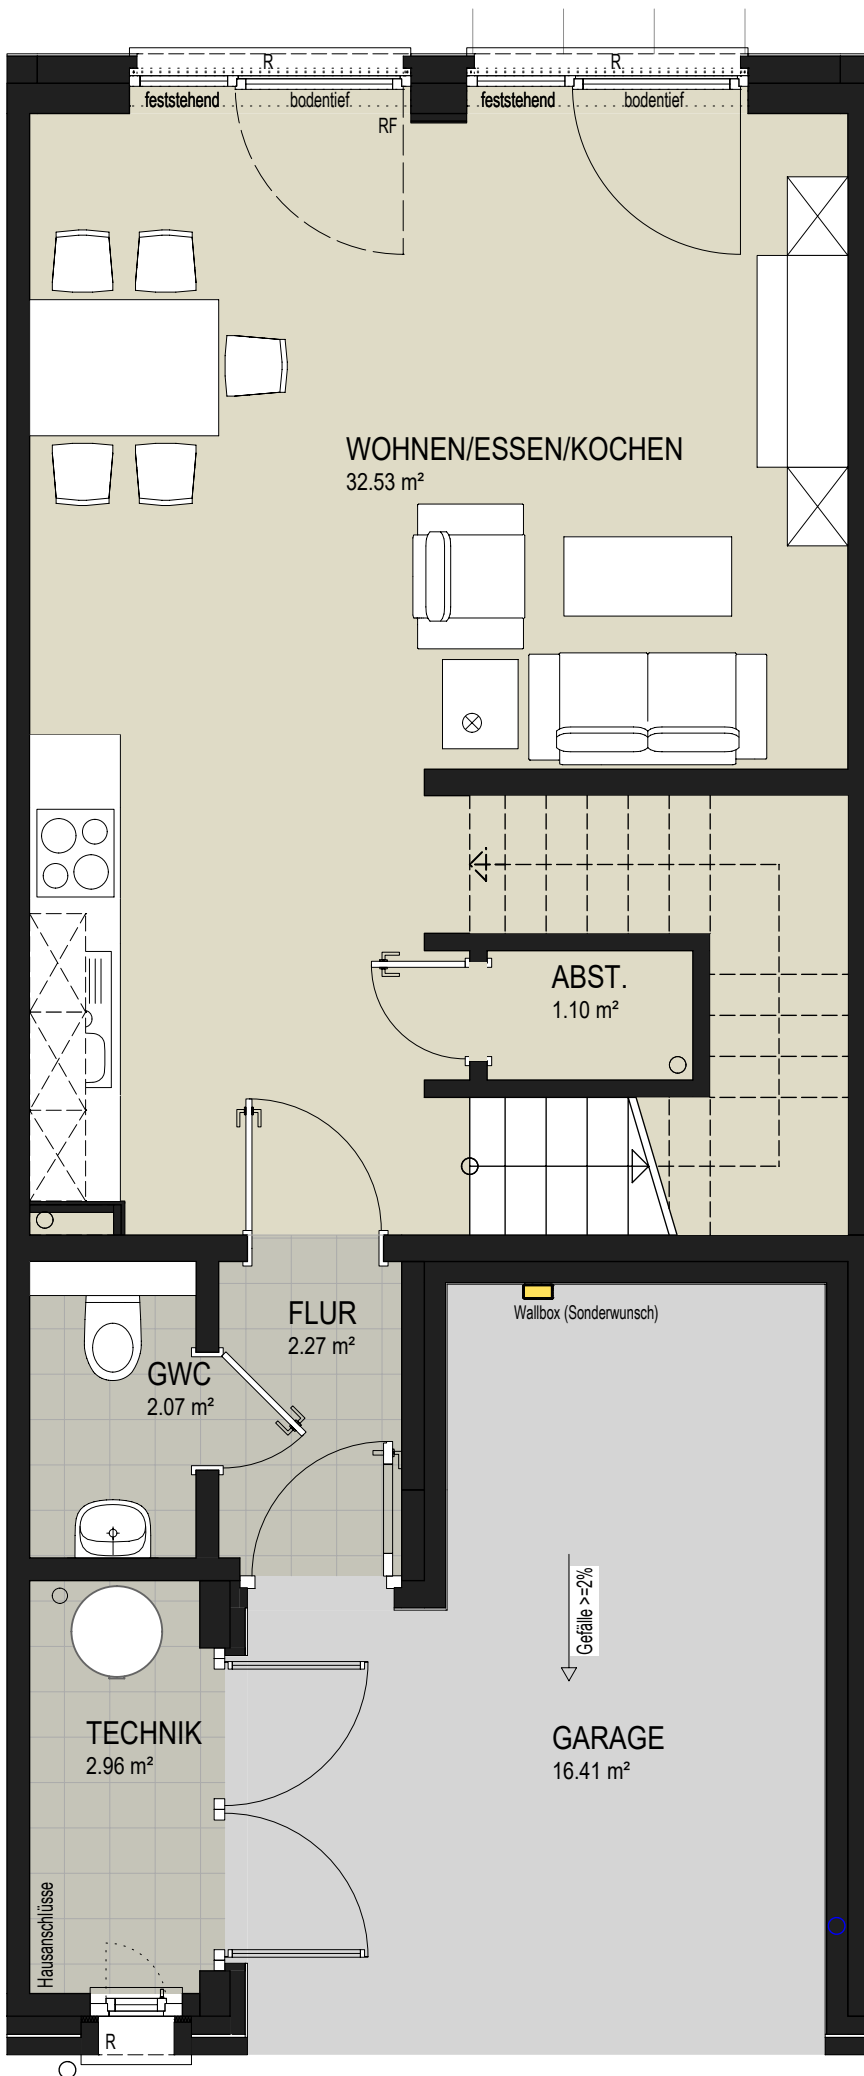 R
R
feststehend
bodentief
feststehend
bodentief
RF
WOHNEN/ESSEN/KOCHEN
32.53 m²
ABST.
1.10 m²
FLUR
2.27 m²
Wallbox (Sonderwunsch)
GWC
2.07 m²
Gefälle >=2%
TECHNIK
2.96 m²
GARAGE
16.41 m²
Hausanschlüsse
R